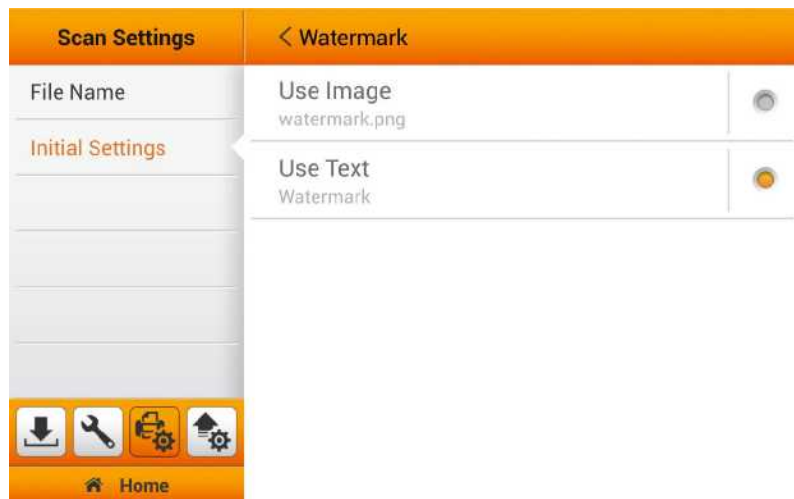 Scan Settings
< Watermark
File Name
Initial Settings
Use Image
watermark.png
Use Text
Watermark
Home